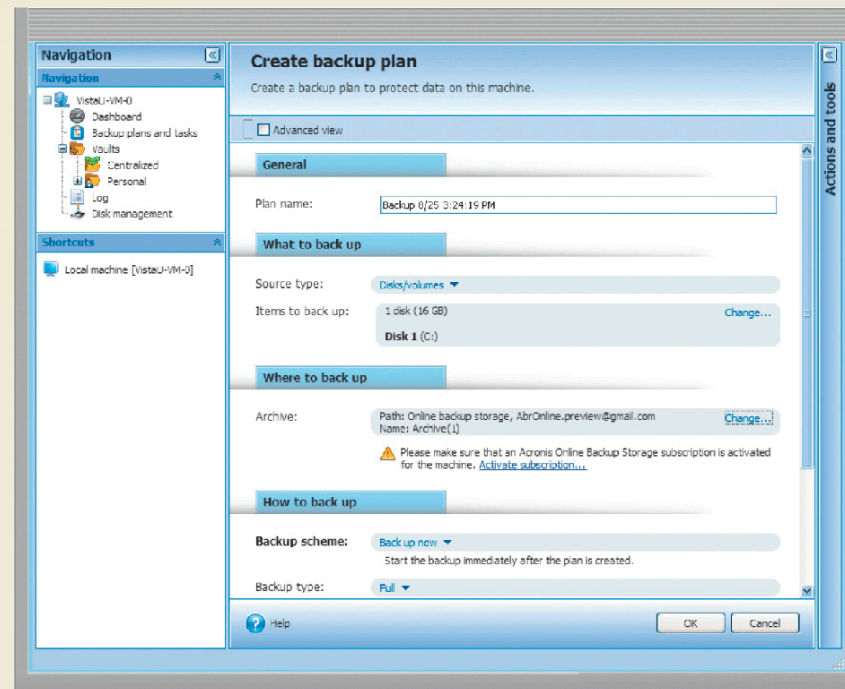 Navigation
Navigation
VistaU-VM-0
Dashboard
Backup plans and tasks
Vaults
Centralized
Personal
Log
Disk management
Shortcuts
Local machine [VistaU-VM-0]
Create backup plan
Create a backup plan to protect data on this machine.
Advanced view
General
Plan name: Backup 8/25 3:24:19 PM
What to back up
Source type: Disks/volumes
Items to back up: 1 disk (16 GB) Change...
Disk 1 (C:)
Where to back up
Archive: Path: Online backup storage, AbrOnline.preview@gmail.com Change...
Name: Archive(1)
Please make sure that an Acronis Online Backup Storage subscription is activated
for the machine. Activate subscription...
How to back up
Backup scheme: Back up now
Start the backup immediately after the plan is created.
Backup type: Full
Help OK Cancel
Actions and tools